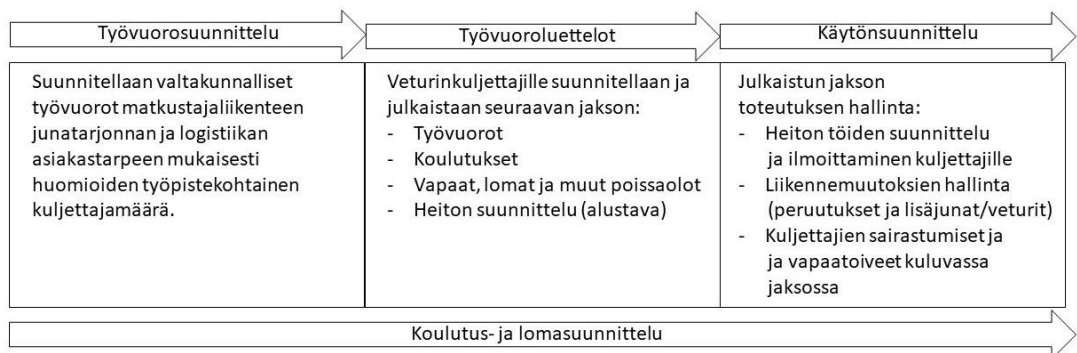 Työvuorosuunnittelu
Työvuoroluettelot
Käytönsuunnittelu
Suunnitellaan valtakunnalliset
työvuorot matkustajaliikenteen
junatarjonnan ja logistiikan
asiakastarpeen mukaisesti
huomioiden työpistekohtainen
kuljettajamäärä.
Veturinkuljettajille suunnitellaan ja
julkaistaan seuraavan jakson:
- Työvuorot
- Koulutukset
- Vapaat, lomat ja muut poissaolot
- Heiton suunnittelu (alustava)
Julkaistun jakson
toteutuksen hallinta:
- Heiton töiden suunnittelu
ja ilmoittaminen kuljettajille
- Liikennemuutoksien hallinta
(peruutukset ja lisäjunat/veturit)
- Kuljettajien sairastumiset ja
ja vapaatoiveet kuluvassa
jaksossa
Koulutus- ja lomasuunnittelu